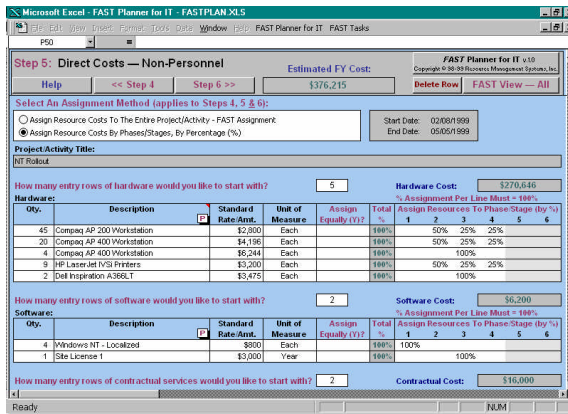 Microsoft Excel - FAST Planner for IT - FASTPLAN.XLS
File Edit View Insert Format Tools Data Window Help FAST Planner for IT FAST Tasks
P50 =
Step 5: Direct Costs — Non-Personnel
Estimated FY Cost:
FAST Planner for IT v.1.0
Copyright © 98-99 Resource Management Systems, Inc.
Help << Step 4 Step 6 >> $376,215 Delete Row FAST View — All
Select An Assignment Method (applies to Steps 4, 5 & 6):
Assign Resource Costs To The Entire Project/Activity - FAST Assignment
Assign Resource Costs By Phases/Stages, By Percentage (%)
Start Date: 02/08/1999
End Date: 05/05/1999
Project/Activity Title:
NT Rollout
How many entry rows of hardware would you like to start with? 5 Hardware Cost: $270,646
Hardware: % Assignment Per Line Must = 100%
Qty. Description Standard Unit of Assign Total Assign Resources To Phase/Stage (by %)
P Rate/Amt. Measure Equally (Y)? % 1 2 3 4 5 6
45 Compaq AP 200 Workstation $2,800 Each 100% 50% 25% 25%
20 Compaq AP 400 Workstation $4,196 Each 100% 50% 25% 25%
4 Compaq AP 400 Workstation $6,244 Each 100% 100%
9 HP LaserJet IVSi Printers $3,200 Each 100% 50% 25% 25%
2 Dell Inspiration A366LT $3,475 Each 100% 100%
How many entry rows of software would you like to start with? 2 Software Cost: $6,200
Software: % Assignment Per Line Must = 100%
Qty. Description Standard Unit of Assign Total Assign Resources To Phase/Stage (by %)
P Rate/Amt. Measure Equally (Y)? % 1 2 3 4 5 6
4 Windows NT - Localized $800 Each 100% 100%
1 Site License 1 $3,000 Year 100% 100%
How many entry rows of contractual services would you like to start with? 2 Contractual Cost: $16,000
Ready NUM